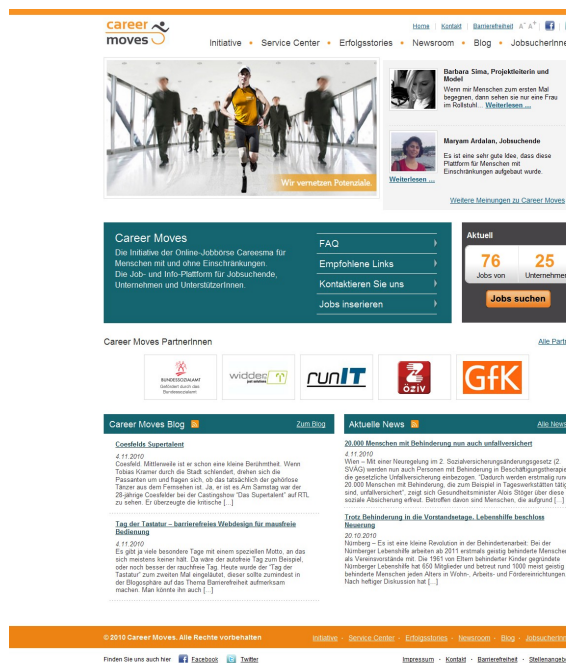 career
moves
Home | Kontakt | Barrierefreiheit A- A+
Initiative • Service Center • Erfolgsstories • Newsroom • Blog • JobsucherInne
Wir vernetzen Potenziale.
Barbara Sima, Projektleiterin und
Model
Wenn mir Menschen zum ersten Mal
begegnen, dann sehen sie nur eine Frau
im Rollstuhl... Weiterlesen ...
Maryam Ardalan, Jobsuchende
Es ist eine sehr gute Idee, dass diese
Plattform für Menschen mit
Einschränkungen aufgebaut wurde.
Weiterlesen ...
Weitere Meinungen zu Career Moves
Career Moves
Die Initiative der Online-Jobbörse Careesma für
Menschen mit und ohne Einschränkungen.
Die Job- und Info-Plattform für Jobsuchende,
Unternehmen und UnterstützerInnen.
FAQ
Empfohlene Links
Kontaktieren Sie uns
Jobs inserieren
Aktuell
76 25
Jobs von Unternehmen
Jobs suchen
Career Moves PartnerInnen
Alle Partn
BUNDESSOZIALAMT
Gefördert durch das
Bundessozialamt
widder
runIT
öziv
GfK
Career Moves Blog
Zum Blog
Coesfelds Supertalent
4.11.2010
Coesfeld. Mittlerweile ist er schon eine kleine Berühmtheit. Wenn
Tobias Kramer durch die Stadt schlendert, drehen sich die
Passanten um und fragen sich, ob das tatsächlich der gehörlose
Tänzer aus dem Fernsehen ist. Ja, er ist es.Am Samstag war der
28-jährige Coesfelder bei der Castingshow "Das Supertalent" auf RTL
zu sehen. Er überzeugte die kritische [...]
Tag der Tastatur – barrierefreies Webdesign für mausfreie
Bedienung
4.11.2010
Es gibt ja viele besondere Tage mit einem speziellen Motto, an das
sich meistens keiner hält. Da wäre der autofreie Tag zum Beispiel,
oder noch besser der rauchfreie Tag. Heute wurde der "Tag der
Tastatur" zum zweiten Mal eingeläutet, dieser sollte zumindest in
der Blogosphäre auf das Thema Barrierefreiheit aufmerksam
machen. Man könnte ihn auch [...]
Aktuelle News
Alle News
20.000 Menschen mit Behinderung nun auch unfallversichert
4.11.2010
Wien – Mit einer Neuregelung im 2. Sozialversicherungsänderungsgesetz (2.
SVÄG) werden nun auch Personen mit Behinderung in Beschäftigungstherapie
die gesetzliche Unfallversicherung einbezogen. "Dadurch werden erstmalig run
20.000 Menschen mit Behinderung, die zum Beispiel in Tageswerkstätten tätig
sind, unfallversichert", zeigt sich Gesundheitsminister Alois Stöger über diese
soziale Absicherung erfreut. Betroffen davon sind Menschen, die aufgrund [...]
Trotz Behinderung in die Vorstandsetage. Lebenshilfe beschloss
Neuerung
20.10.2010
Nürnberg – Es ist eine kleine Revolution in der Behindertenarbeit: Bei der
Nürnberger Lebenshilfe arbeiten ab 2011 erstmals geistig behinderte Menschen
als Vereinsvorstände mit. Die 1961 von Eltern behinderter Kinder gegründete
Nürnberger Lebenshilfe hat 650 Mitglieder und betreut rund 1000 meist geistig
behinderte Menschen jeden Alters in Wohn-, Arbeits- und Fördereinrichtungen.
Nach heftiger Diskussion hat [...]
© 2010 Career Moves. Alle Rechte vorbehalten
Initiative - Service Center - Erfolgsstories - Newsroom - Blog - JobsucherInn
Finden Sie uns auch hier: Facebook Twitter
Impressum - Kontakt - Barrierefreiheit - Stellenangebo